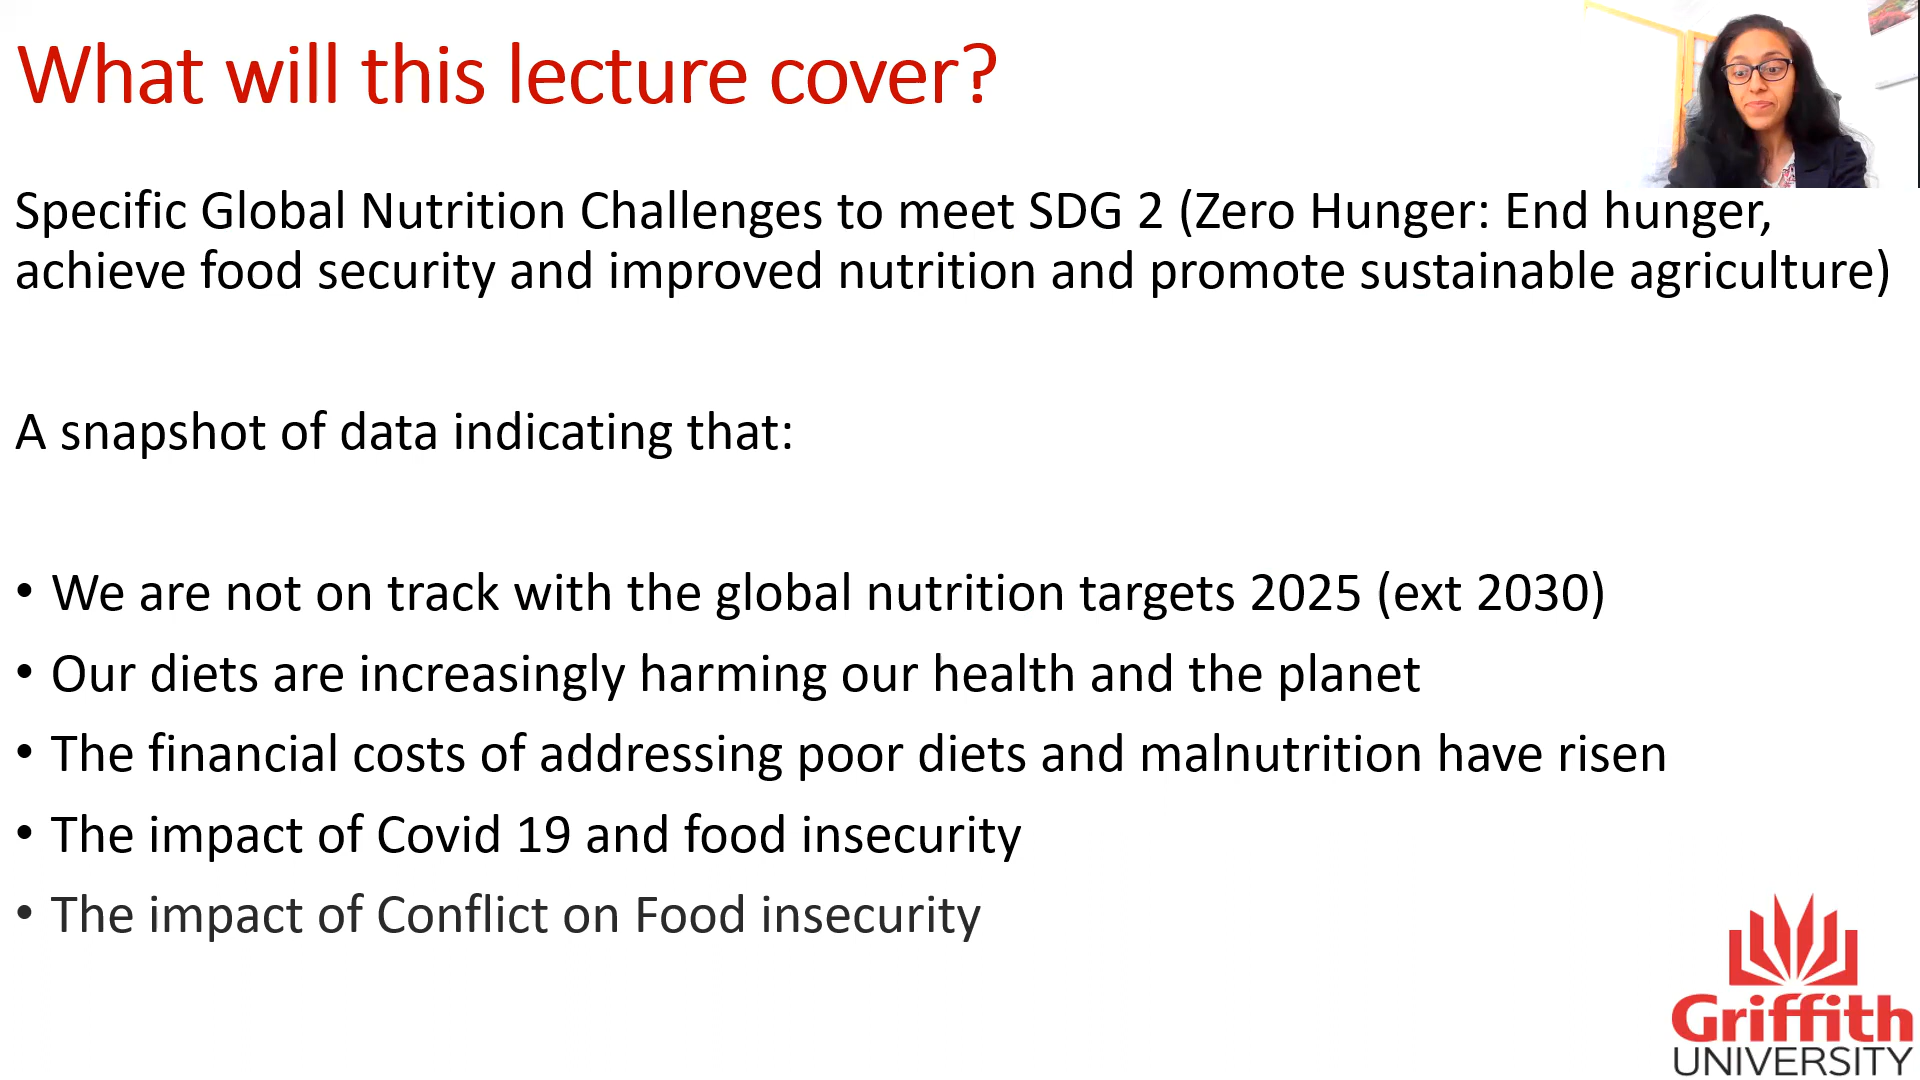 What will this lecture cover?
Specific Global Nutrition Challenges to meet SDG 2 (Zero Hunger: End hunger,
achieve food security and improved nutrition and promote sustainable agriculture)
A snapshot of data indicating that:
• We are not on track with the global nutrition targets 2025 (ext 2030)
• Our diets are increasingly harming our health and the planet
• The financial costs of addressing poor diets and malnutrition have risen
• The impact of Covid 19 and food insecurity
• The impact of Conflict on Food insecurity
Griffith
UNIVERSITY